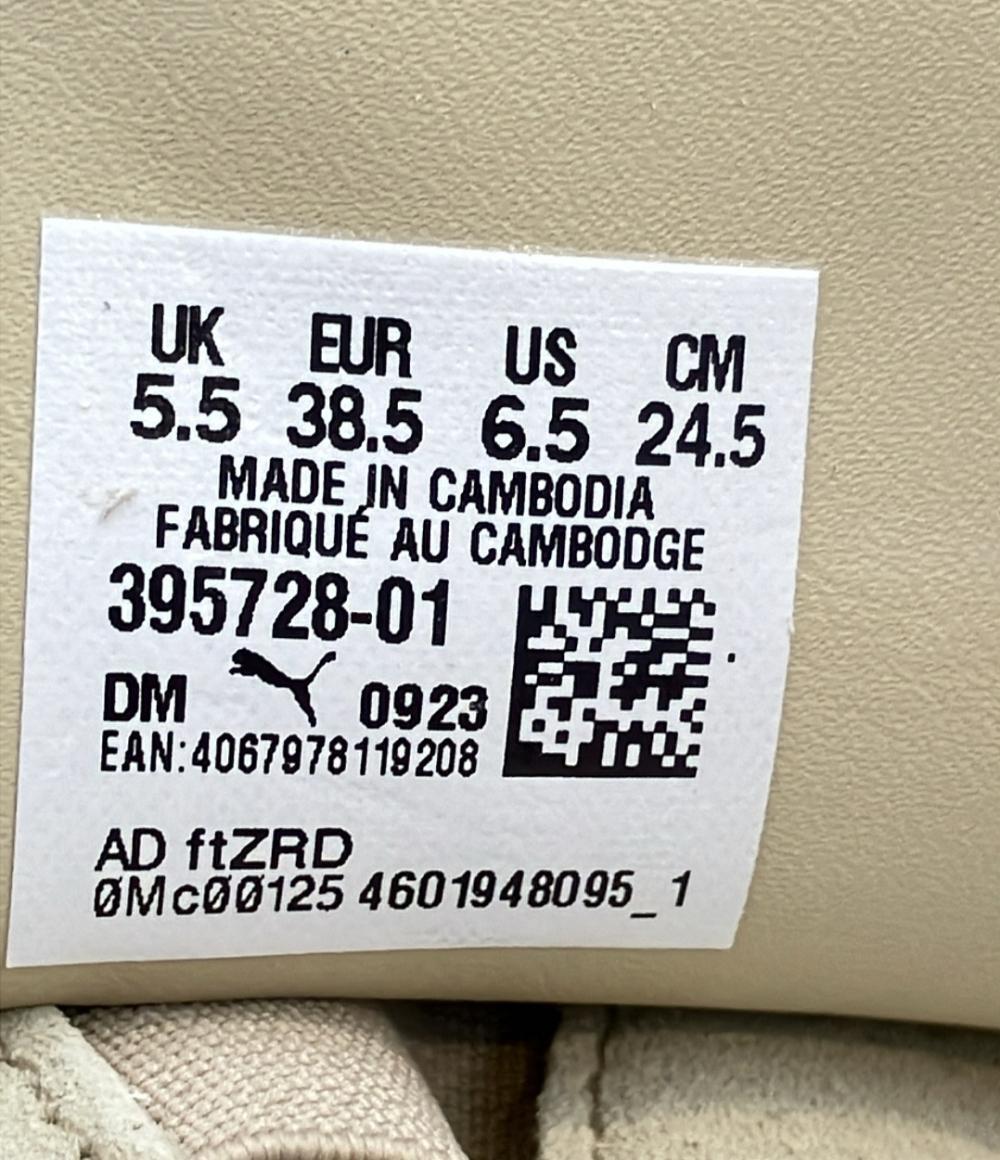 UK EUR US CM
5.5 38.5 6.5 24.5
MADE IN CAMBODIA
FABRIQUÉ AU CAMBODGE
395728-01
DM 0923
EAN:4067978119208
AD ftZRD
0Mc00125 4601948095_1